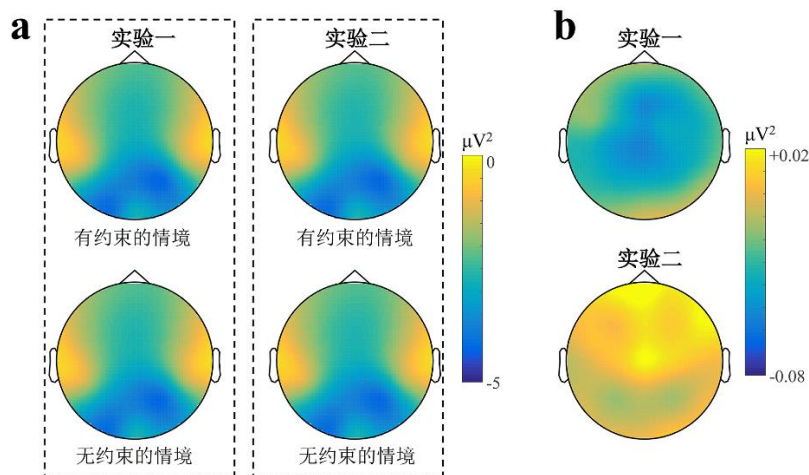 a
实验一
实验二
有约束的情境
有约束的情境
无约束的情境
无约束的情境
μV²
0
-5
b
实验一
实验二
μV²
+0.02
-0.08